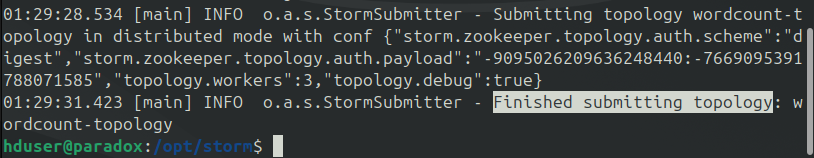 01:29:28.534 [main] INFO  o.a.s.StormSubmitter - Submitting topology wordcount-t
opology in distributed mode with conf {"storm.zookeeper.topology.auth.scheme":"d
igest","storm.zookeeper.topology.auth.payload":"-9095026209636248440:-7669095391
788071585","topology.workers":3,"topology.debug":true}
01:29:31.423 [main] INFO  o.a.s.StormSubmitter - Finished submitting topology: w
ordcount-topology
hduser@paradox:/opt/storm$